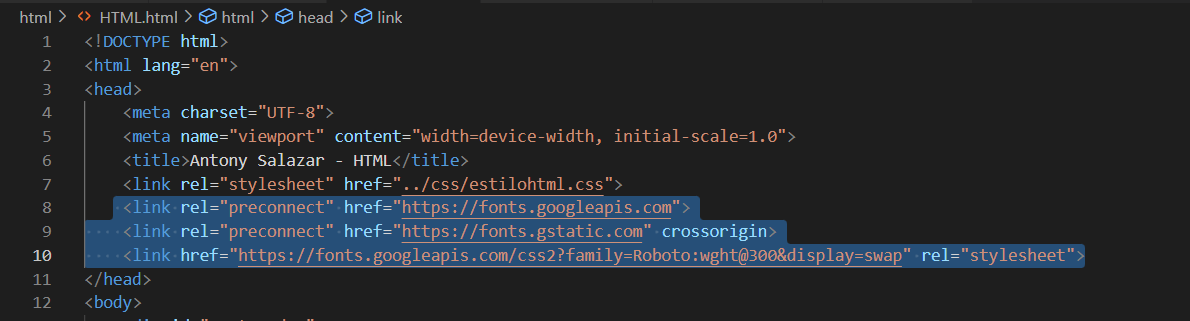 html > HTML.html > html > head > link
1 <!DOCTYPE html>
2 <html lang="en">
3 <head>
4 <meta charset="UTF-8">
5 <meta name="viewport" content="width=device-width, initial-scale=1.0">
6 <title>Antony Salazar - HTML</title>
7 <link rel="stylesheet" href="../css/estilohtml.css">
8 <link rel="preconnect" href="https://fonts.googleapis.com">
9 <link rel="preconnect" href="https://fonts.gstatic.com" crossorigin>
10 <link href="https://fonts.googleapis.com/css2?family=Roboto:wght@300&display=swap" rel="stylesheet">
11 </head>
12 <body>